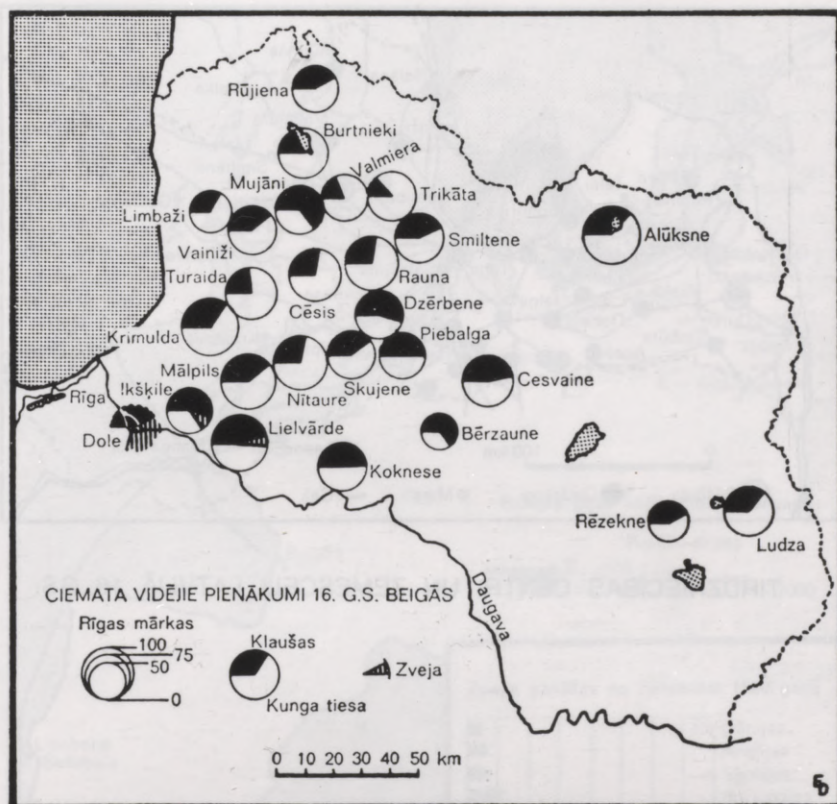 Rūjiena
Burtnieki
Valmiera
Mujāni
Trikāta
Limbaži
Vainiži
Smiltene
Alūksne
Turaida
Rauna
Cēsis
Dzērbene
Krimulda
Piebalga
Mālpils
Cesvaine
Ikšķile
Nītaure
Skujene
Rīga
Lielvārde
Bērzaune
Dole
Koknese
Rēzekne
Ludza
Daugava
CIEMATA VIDĒJIE PIENĀKUMI 16. G.S. BEIGĀS
Rīgas mārkas
100
75
50
0
Klaušas
Kunga tiesa
Zveja
0 10 20 30 40 50 km